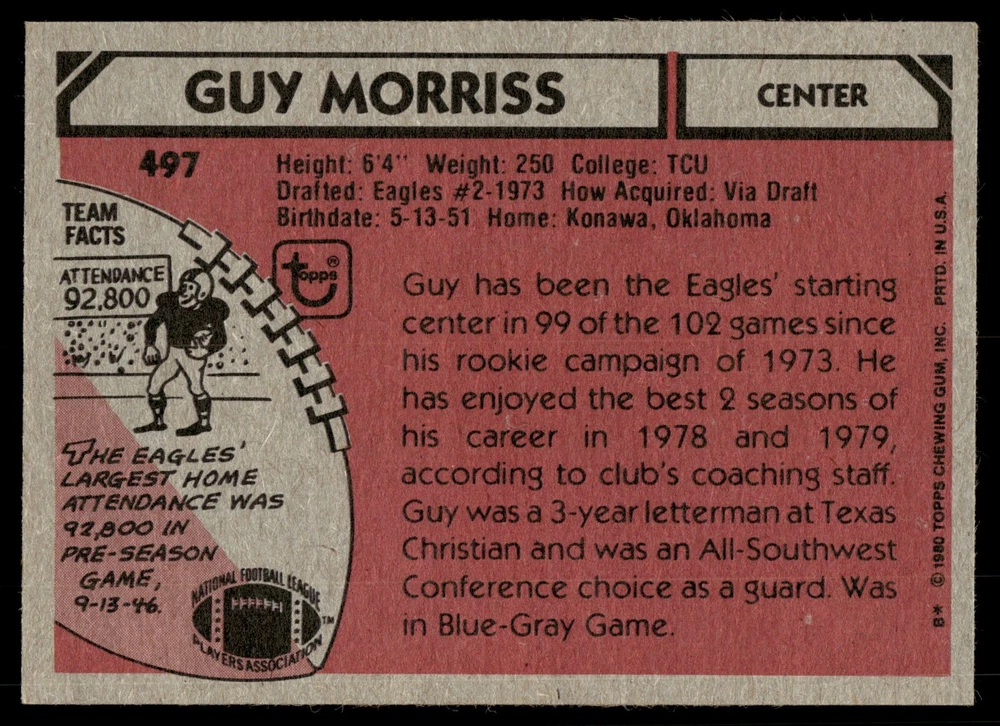 GUY MORRISS
CENTER
497
Height: 6'4" Weight: 250 College: TCU
Drafted: Eagles #2-1973 How Acquired: Via Draft
Birthdate: 5-13-51 Home: Konawa, Oklahoma
TEAM
FACTS
ATTENDANCE
92,800
topps®
Guy has been the Eagles' starting
center in 99 of the 102 games since
his rookie campaign of 1973. He
has enjoyed the best 2 seasons of
his career in 1978 and 1979,
according to club's coaching staff.
Guy was a 3-year letterman at Texas
Christian and was an All-Southwest
Conference choice as a guard. Was
in Blue-Gray Game.
THE EAGLES'
LARGEST HOME
ATTENDANCE WAS
92,800 IN
PRE-SEASON
GAME,
9-13-46.
NATIONAL FOOTBALL LEAGUE
PLAYERS ASSOCIATION
TM
B* © 1980 TOPPS CHEWING GUM, INC. PRTD. IN U.S.A.